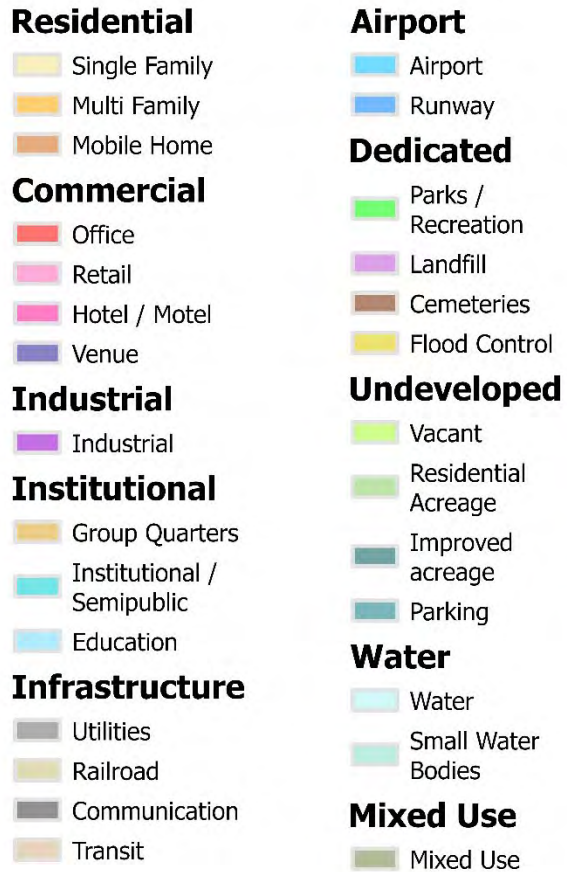 Residential
Single Family
Multi Family
Mobile Home
Commercial
Office
Retail
Hotel / Motel
Venue
Industrial
Industrial
Institutional
Group Quarters
Institutional /
Semipublic
Education
Infrastructure
Utilities
Railroad
Communication
Transit
Airport
Airport
Runway
Dedicated
Parks /
Recreation
Landfill
Cemeteries
Flood Control
Undeveloped
Vacant
Residential
Acreage
Improved
acreage
Parking
Water
Water
Small Water
Bodies
Mixed Use
Mixed Use